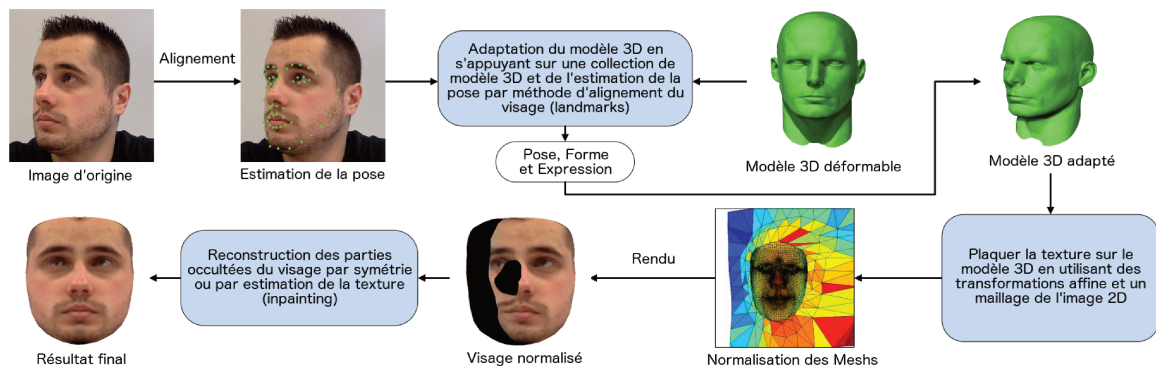 Image d'origine
Alignement
Estimation de la pose
Adaptation du modèle 3D en
s'appuyant sur une collection de
modèle 3D et de l'estimation de la
pose par méthode d'alignement du
visage (landmarks)
Pose, Forme
et Expression
Modèle 3D déformable
Modèle 3D adapté
Plaquer la texture sur le
modèle 3D en utilisant des
transformations affine et un
maillage de l'image 2D
Normalisation des Meshs
Rendu
Visage normalisé
Reconstruction des parties
occultées du visage par symétrie
ou par estimation de la texture
(inpainting)
Résultat final